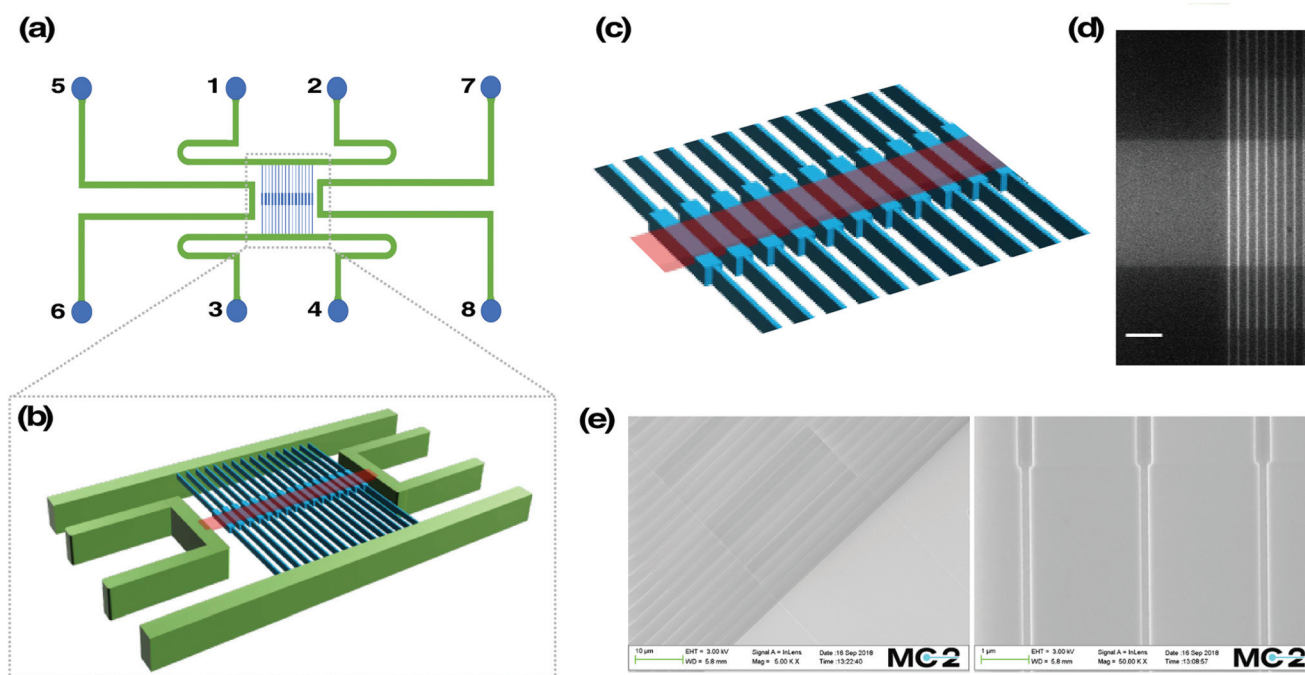 (a)
5 1 2 7
6 3 4 8
(b)
(c)
(d)
(e)
10 µm EHT = 3.00 kV Signal A = InLens Date :16 Sep 2018
WD = 5.8 mm Mag = 5.00 K X Time :13:22:40
MC2
1 µm EHT = 3.00 kV Signal A = InLens Date :16 Sep 2018
WD = 5.8 mm Mag = 50.00 K X Time :13:08:57
MC2